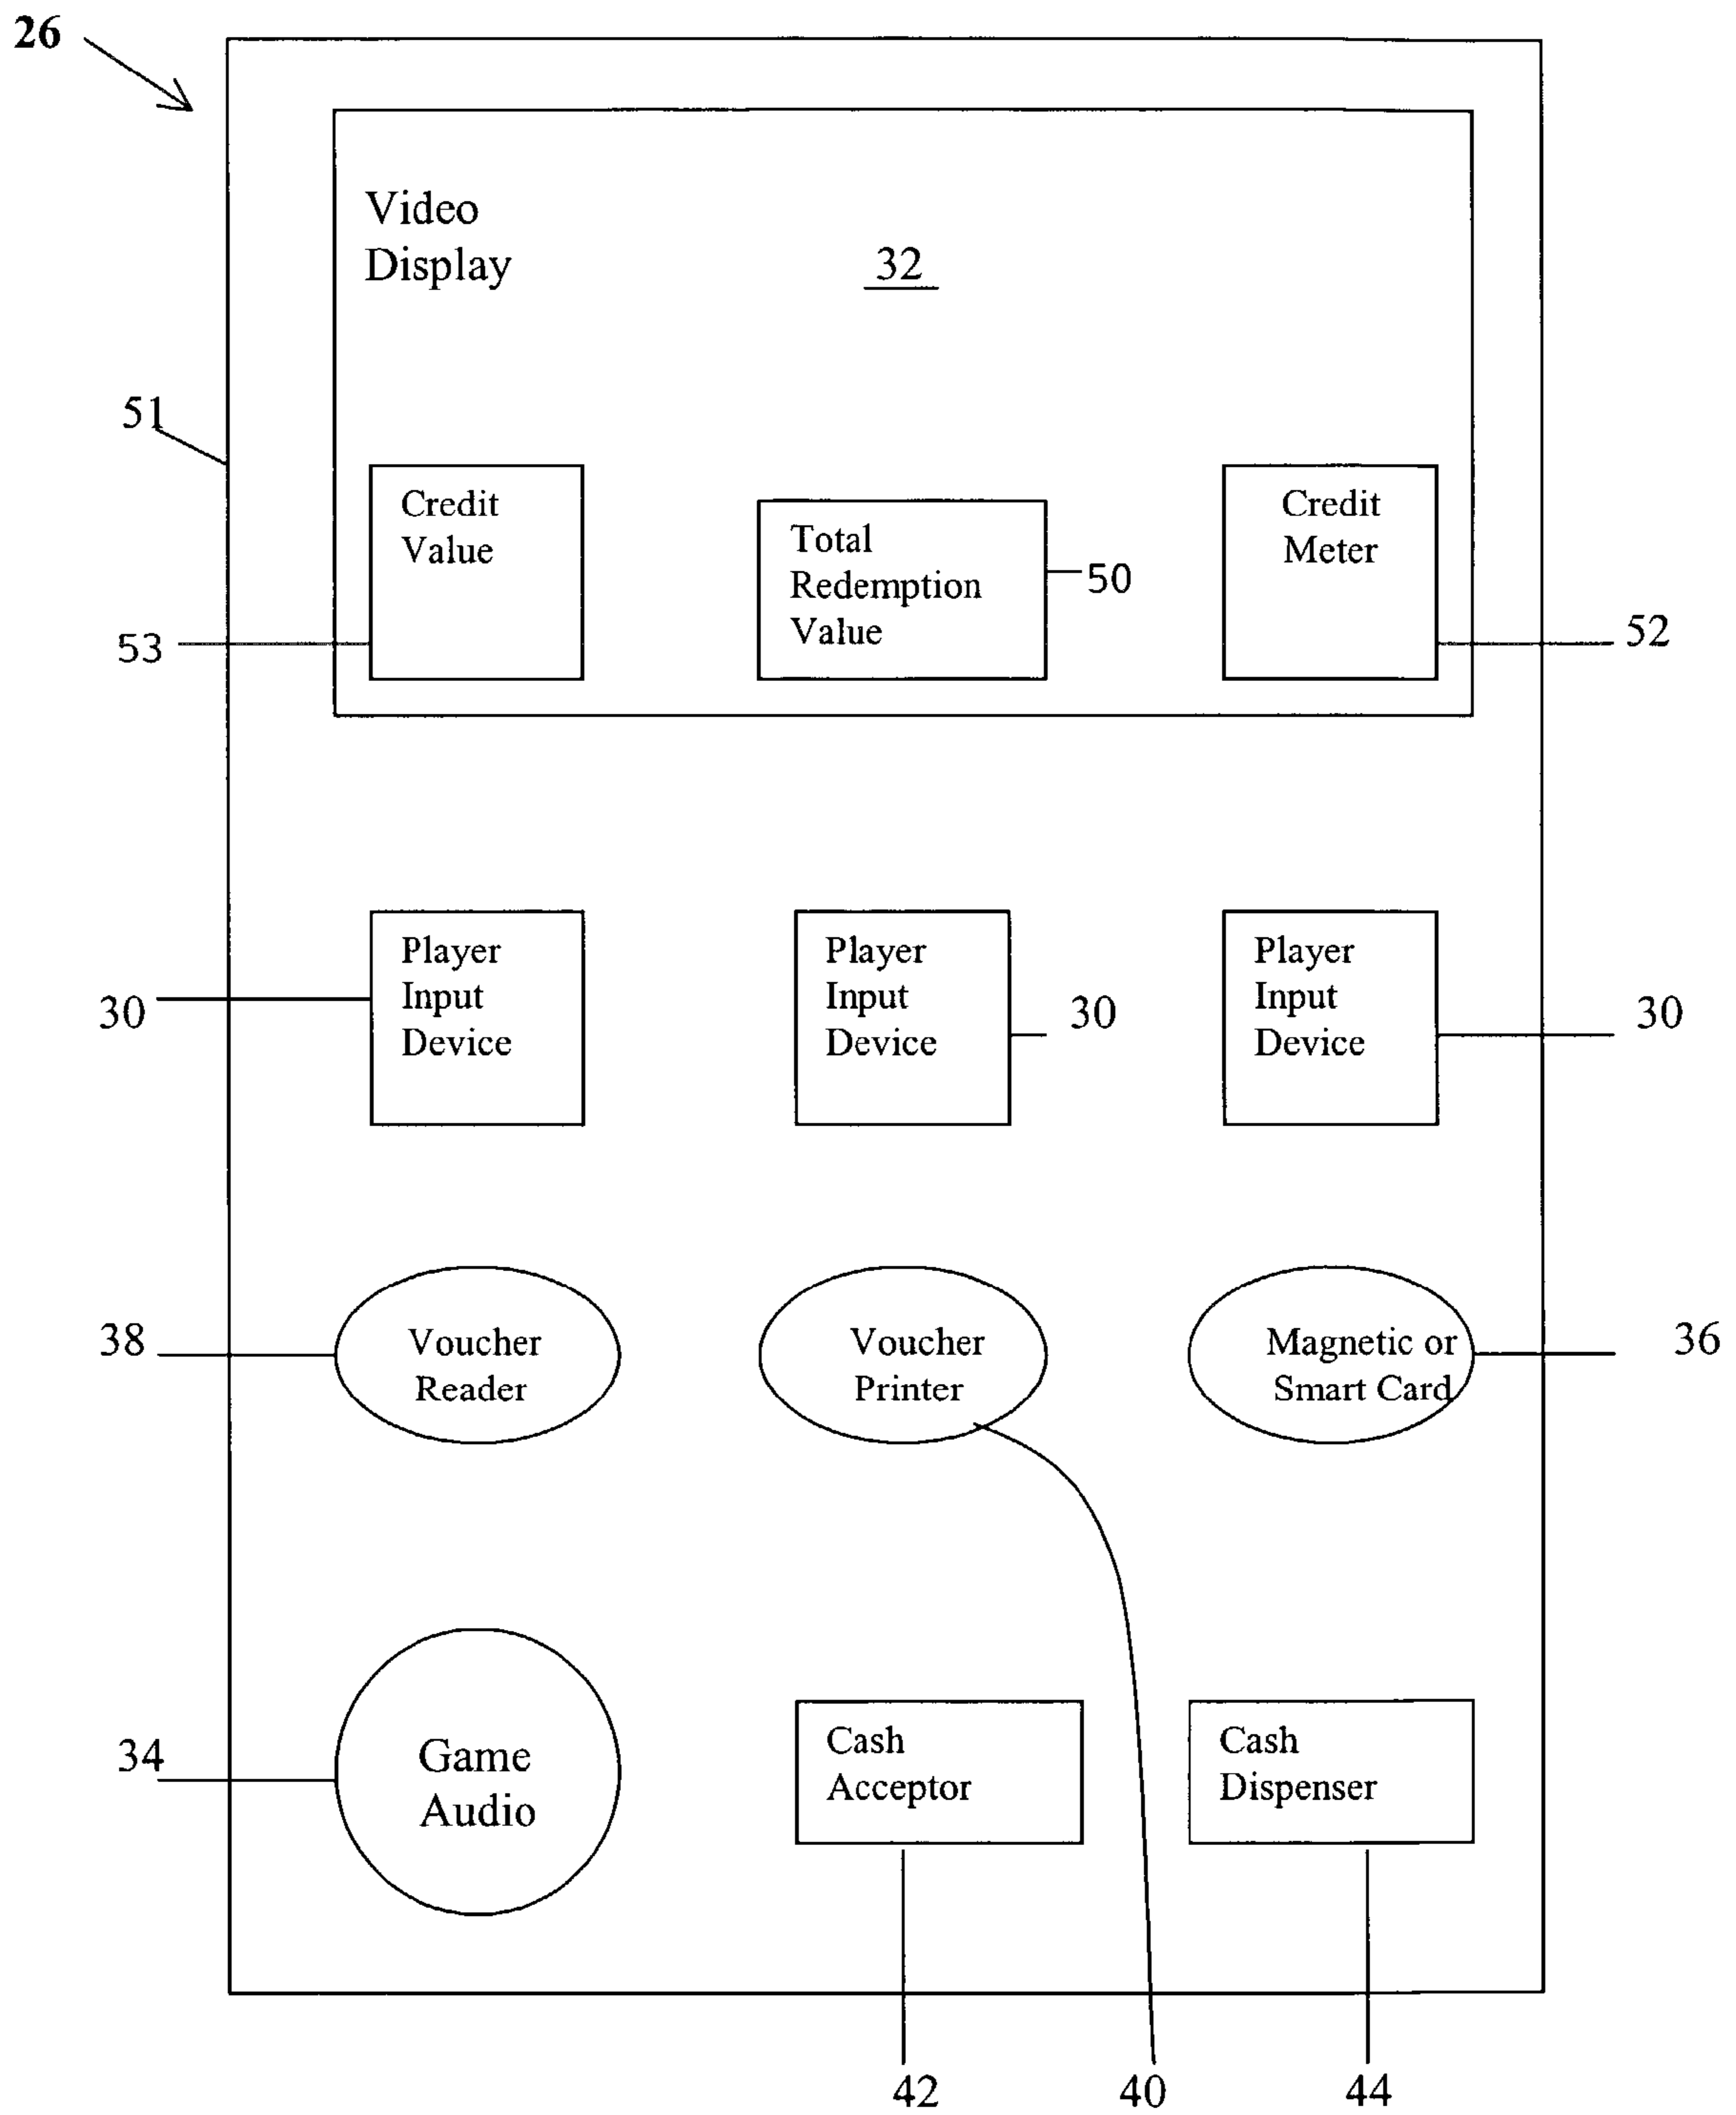 26
Video
Display
32
51
Credit
Value
Total
Redemption
Value
Credit
Meter
50
53
52
Player
Input
Device
Player
Input
Device
Player
Input
Device
30
30
30
38
Voucher
Reader
Voucher
Printer
Magnetic or
Smart Card
36
34
Game
Audio
Cash
Acceptor
Cash
Dispenser
42
40
44